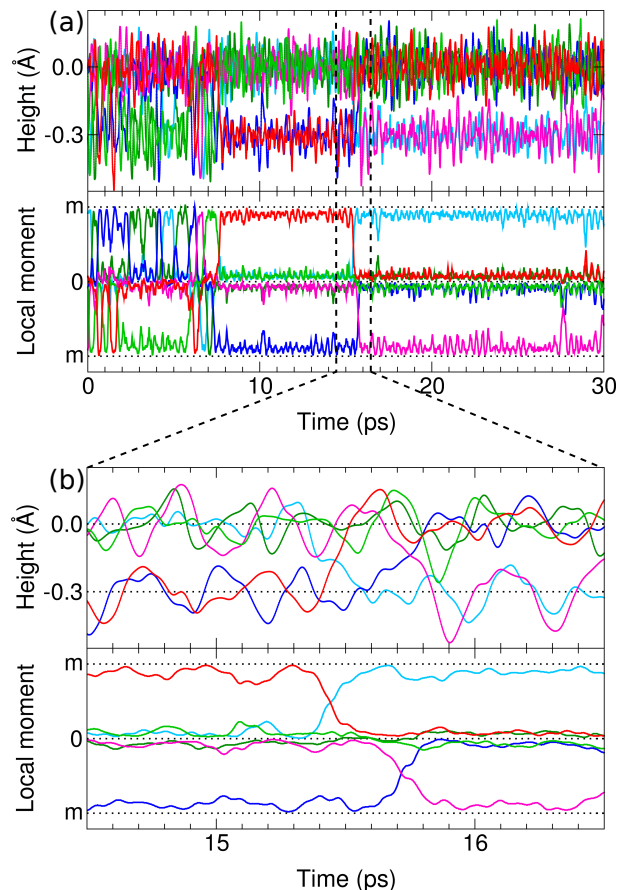 (a)
Height (Å)
0.0
-0.3
Local moment
m
0
m
0 10 20 30
Time (ps)
(b)
Height (Å)
0.0
-0.3
Local moment
m
0
m
15 16
Time (ps)